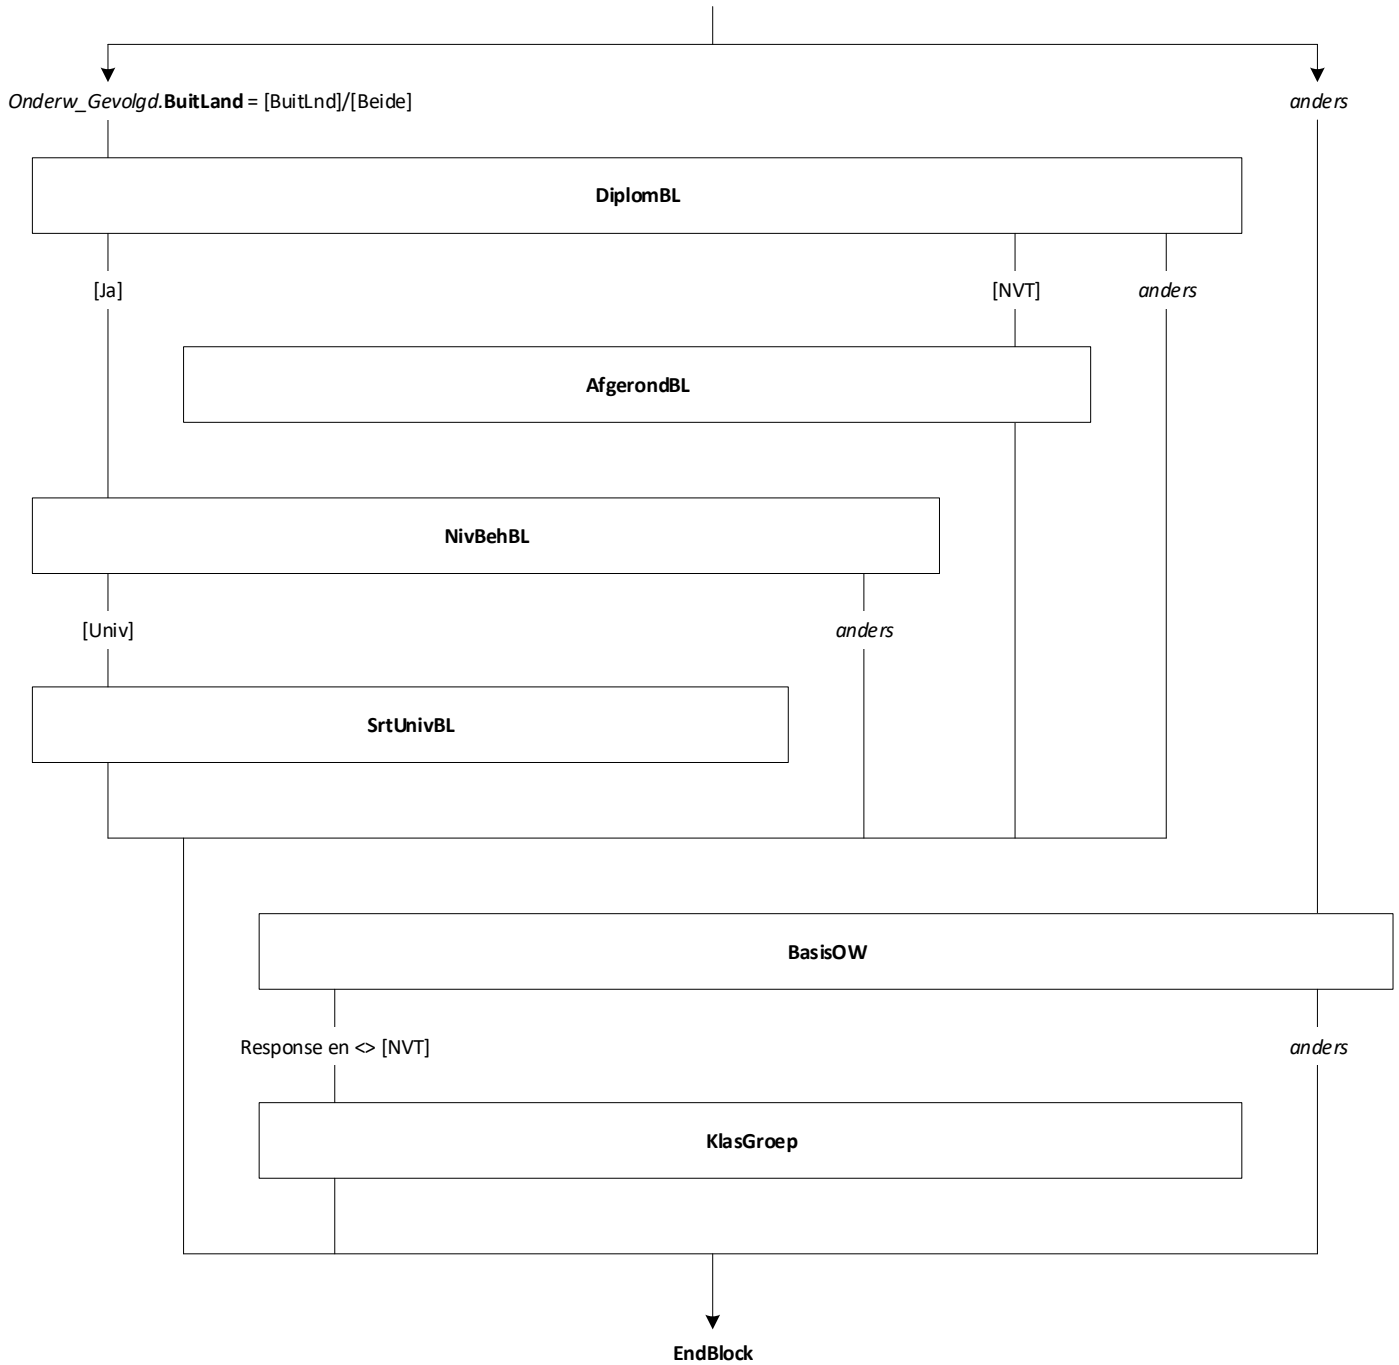 Onderw_Gevolgd.BuitLand = [BuitLnd]/[Beide]
anders
DiplomBL
[Ja]
[NVT]
anders
AfgerondBL
NivBehBL
[Univ]
anders
SrtUnivBL
BasisOW
Response en <> [NVT]
anders
KlasGroep
EndBlock